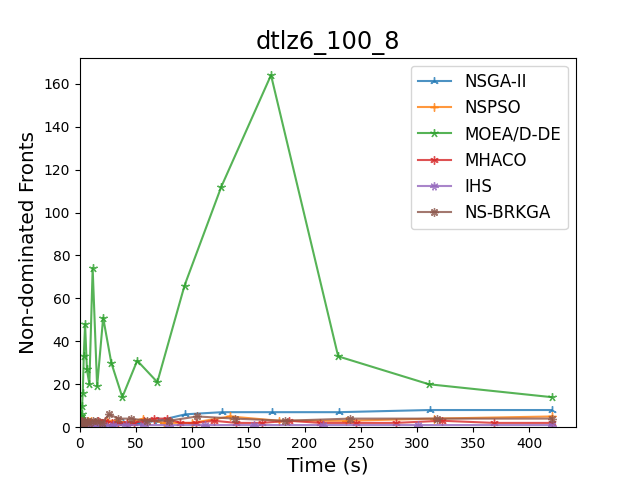 dtlz6_100_8
Non-dominated Fronts
160
140
120
100
80
60
40
20
0
0 50 100 150 200 250 300 350 400
Time (s)
NSGA-II
NSPSO
MOEA/D-DE
MHACO
IHS
NS-BRKGA